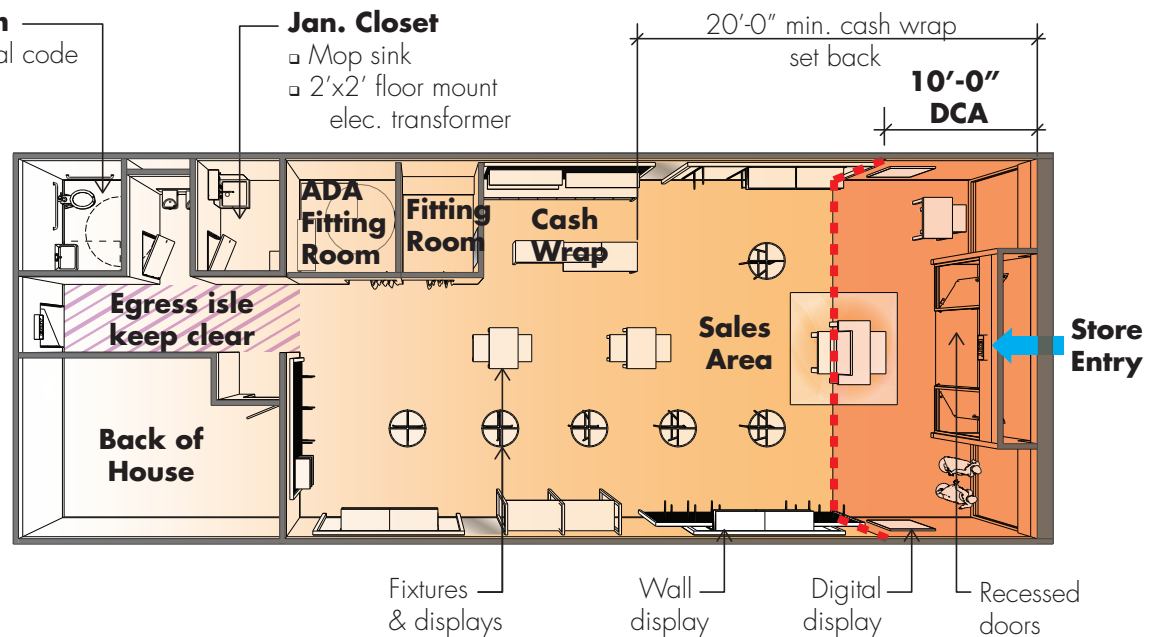 al code
Jan. Closet
▫ Mop sink
▫ 2’x2’ floor mount
elec. transformer
20’-0” min. cash wrap
set back
10’-0”
DCA
ADA
Fitting
Room
Fitting
Room
Cash
Wrap
Egress isle
keep clear
Sales
Area
Store
Entry
Back of
House
Fixtures
& displays
Wall
display
Digital
display
Recessed
doors